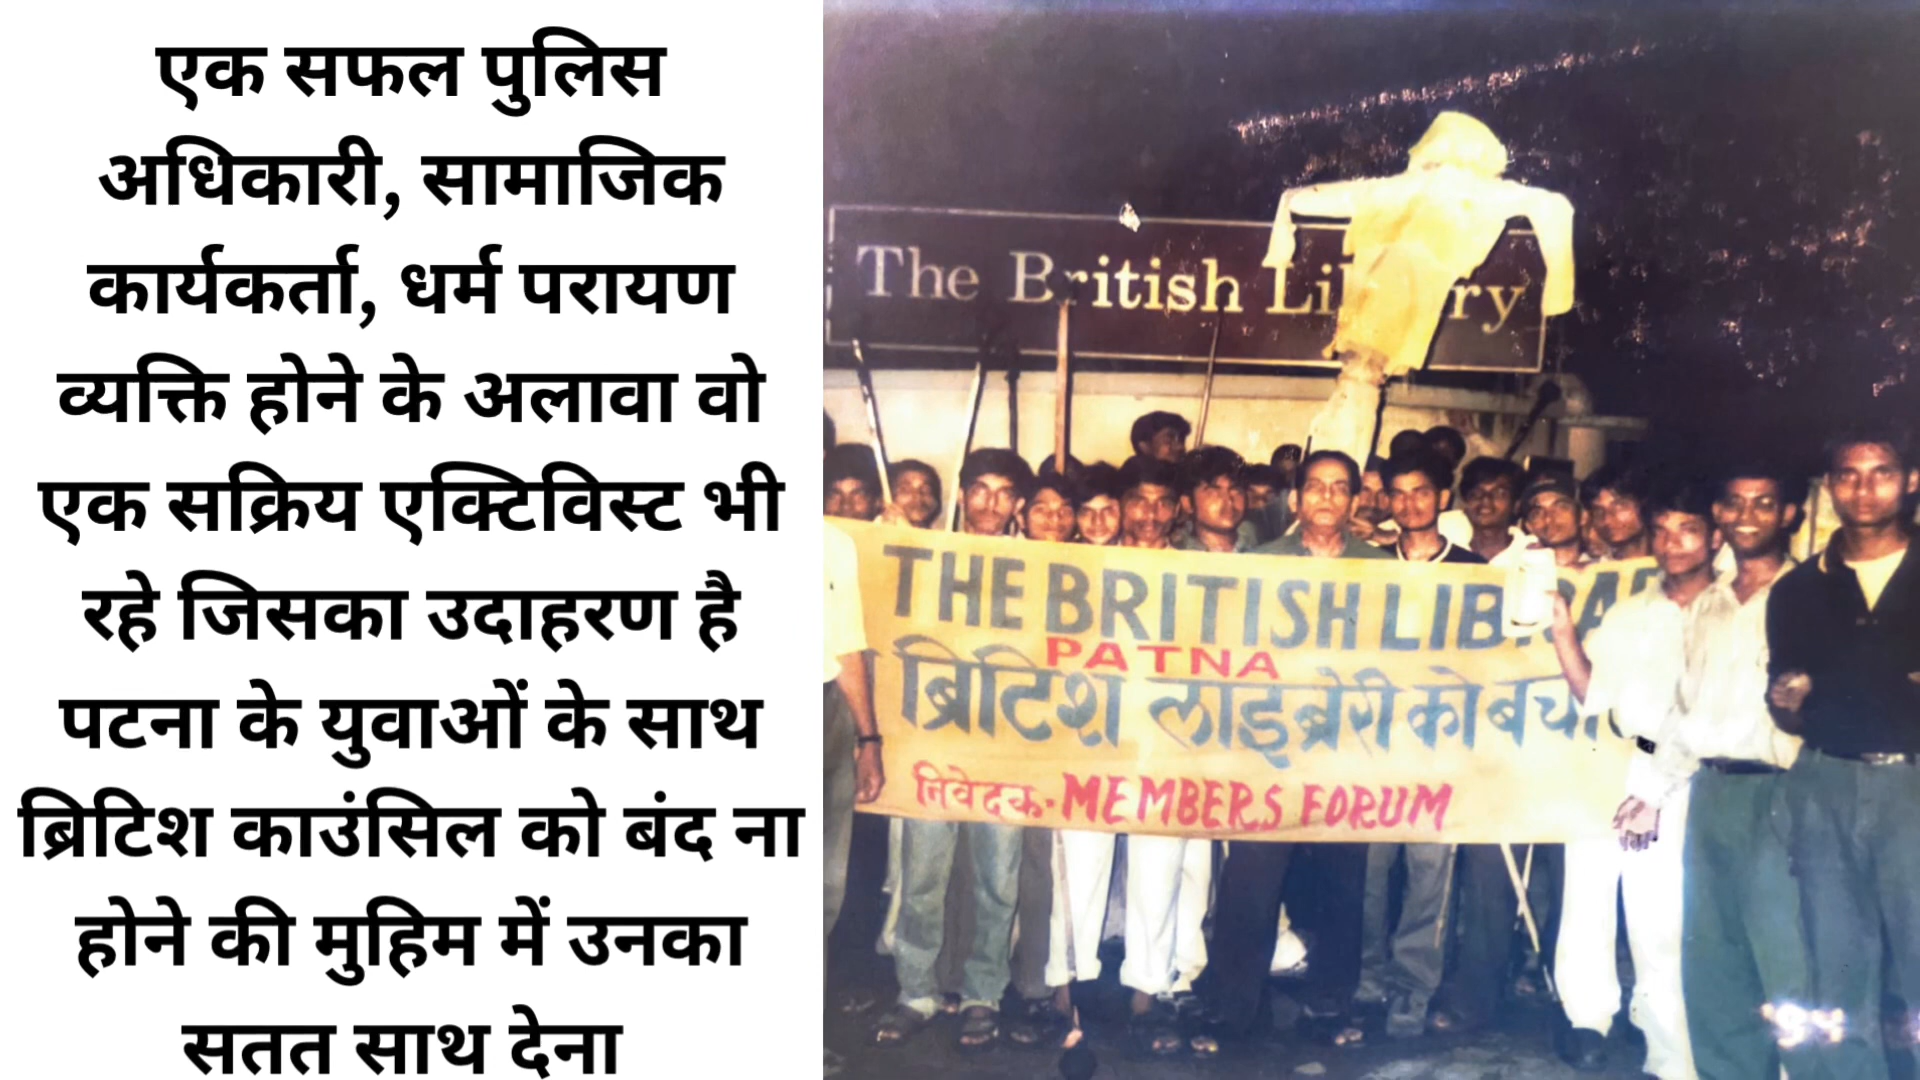 एक सफल पुलिस
अधिकारी, सामाजिक
कार्यकर्ता, धर्म परायण
व्यक्ति होने के अलावा वो
एक सक्रिय एक्टिविस्ट भी
रहे जिसका उदाहरण है
पटना के युवाओं के साथ
ब्रिटिश काउंसिल को बंद ना
होने की मुहिम में उनका
सतत साथ देना
The British
THE BRITISH
PATNA
ब्रिटिश लाइब्रेरी को
निवेदक- MEMBERS FORUM